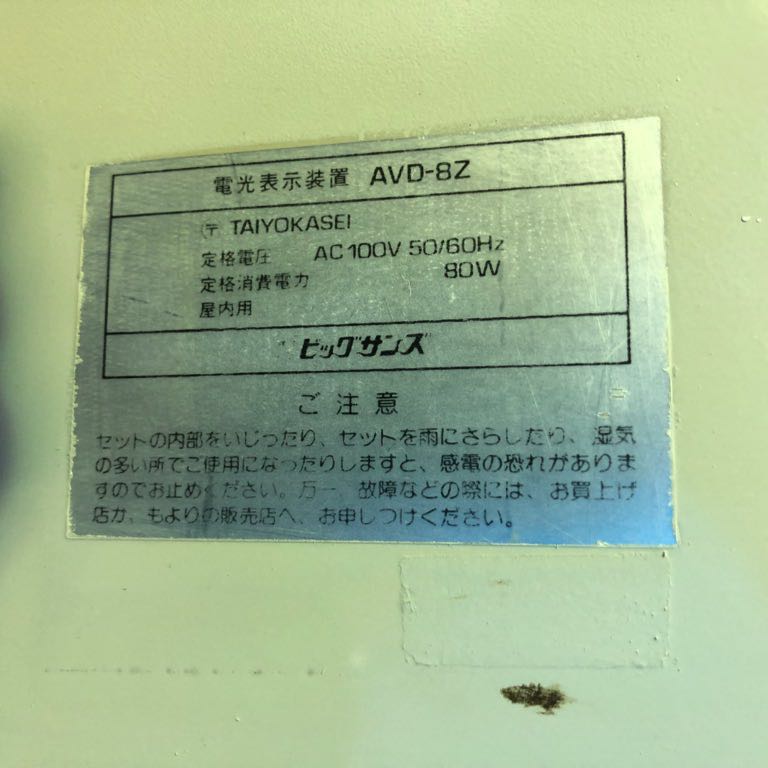 電光表示装置 AVD-8Z
〒 TAIYOKASEI
定格電圧 AC100V 50/60Hz
定格消費電力 80W
屋内用
ビッグサンズ
ご注意
セットの内部をいじったり、セットを雨にさらしたり、湿気
の多い所でご使用になったりしますと、感電の恐れがありま
すのでお止めください。万一、故障などの際には、お買上げ
店か、もよりの販売店へ、お申しつけください。